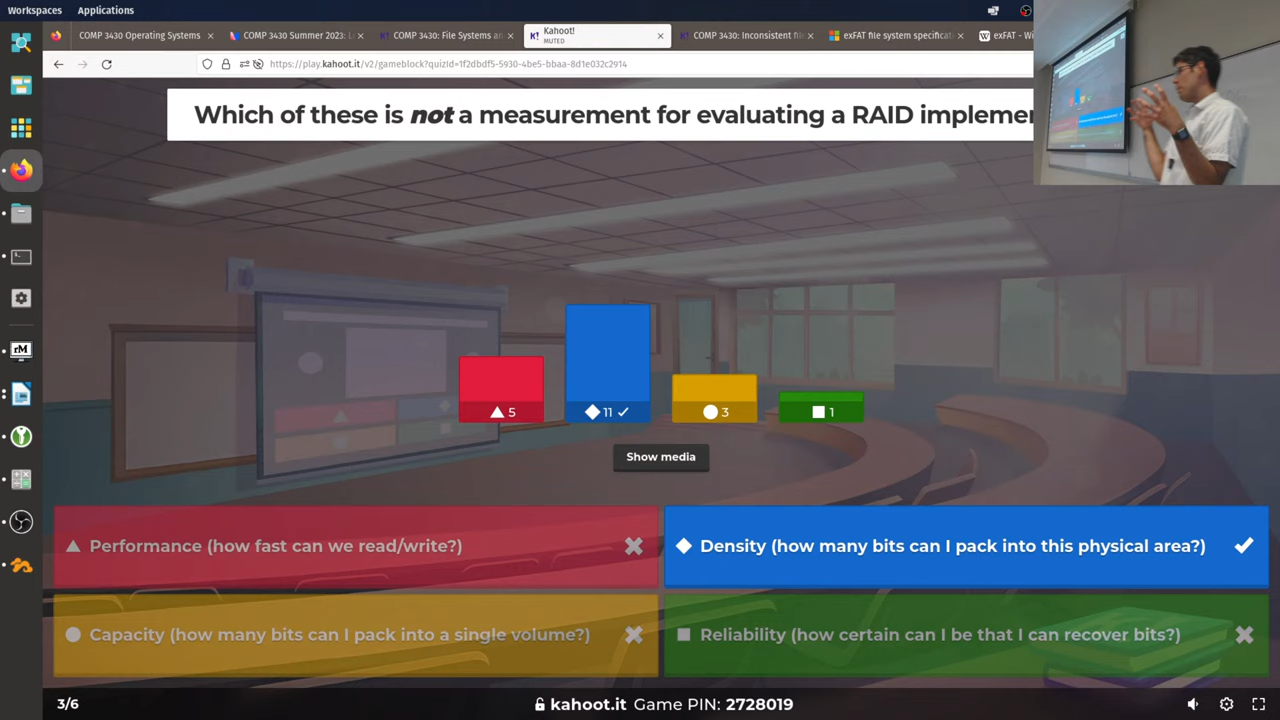 Workspaces Applications
COMP 3430 Operating Systems
COMP 3430 Summer 2023: L
COMP 3430: File Systems an
Kahoot!
MUTED
COMP 3430: Inconsistent fil
exFAT file system specificati
exFAT - Wi
https://play.kahoot.it/v2/gameblock?quizId=1f2dbdf5-5930-4be5-bbaa-8d1e032c2914
Which of these is not a measurement for evaluating a RAID implemen
5
11
3
1
Show media
Performance (how fast can we read/write?)
Density (how many bits can I pack into this physical area?)
Capacity (how many bits can I pack into a single volume?)
Reliability (how certain can I be that I can recover bits?)
3/6
kahoot.it Game PIN: 2728019
rM